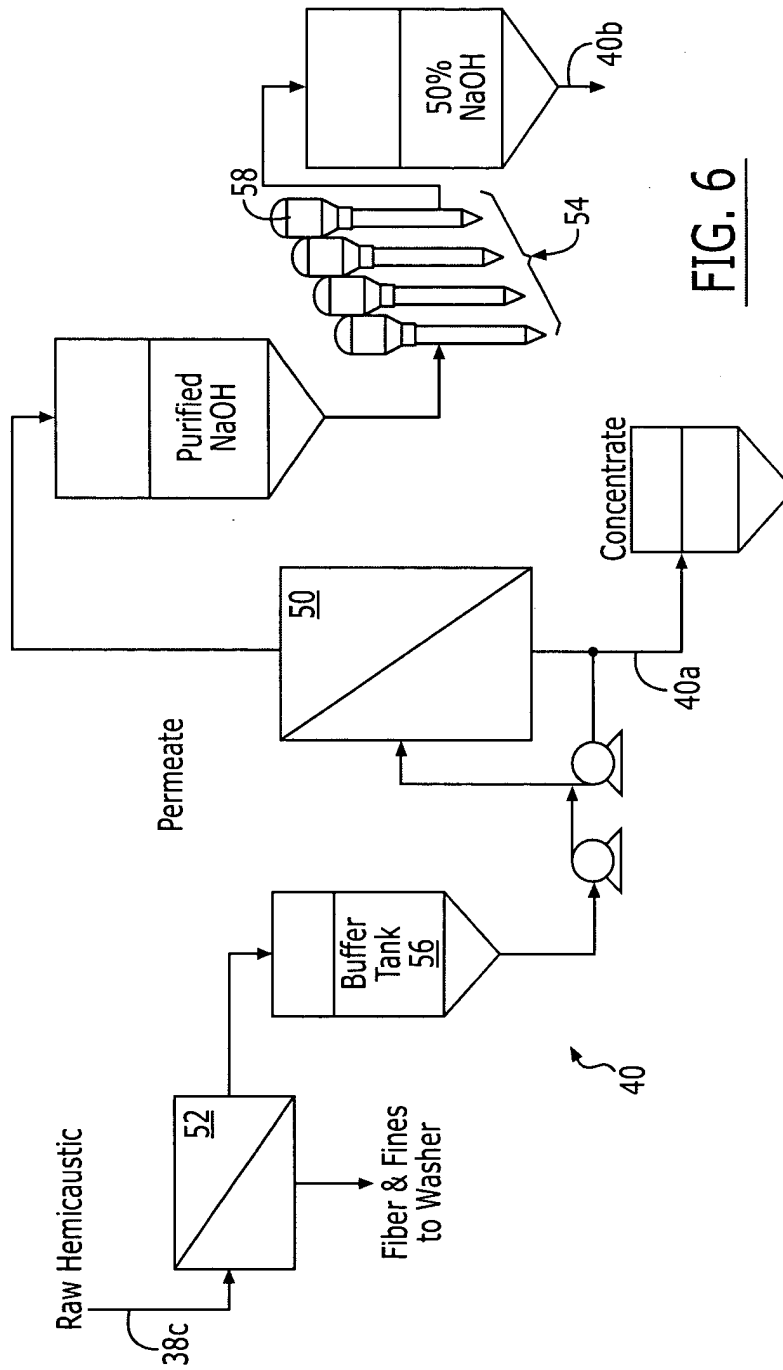 Raw Hemicaustic
38c
52
Fiber & Fines
to Washer
Buffer
Tank
56
40
Permeate
50
40a
Concentrate
Purified
NaOH
58
54
50%
NaOH
40b
FIG. 6